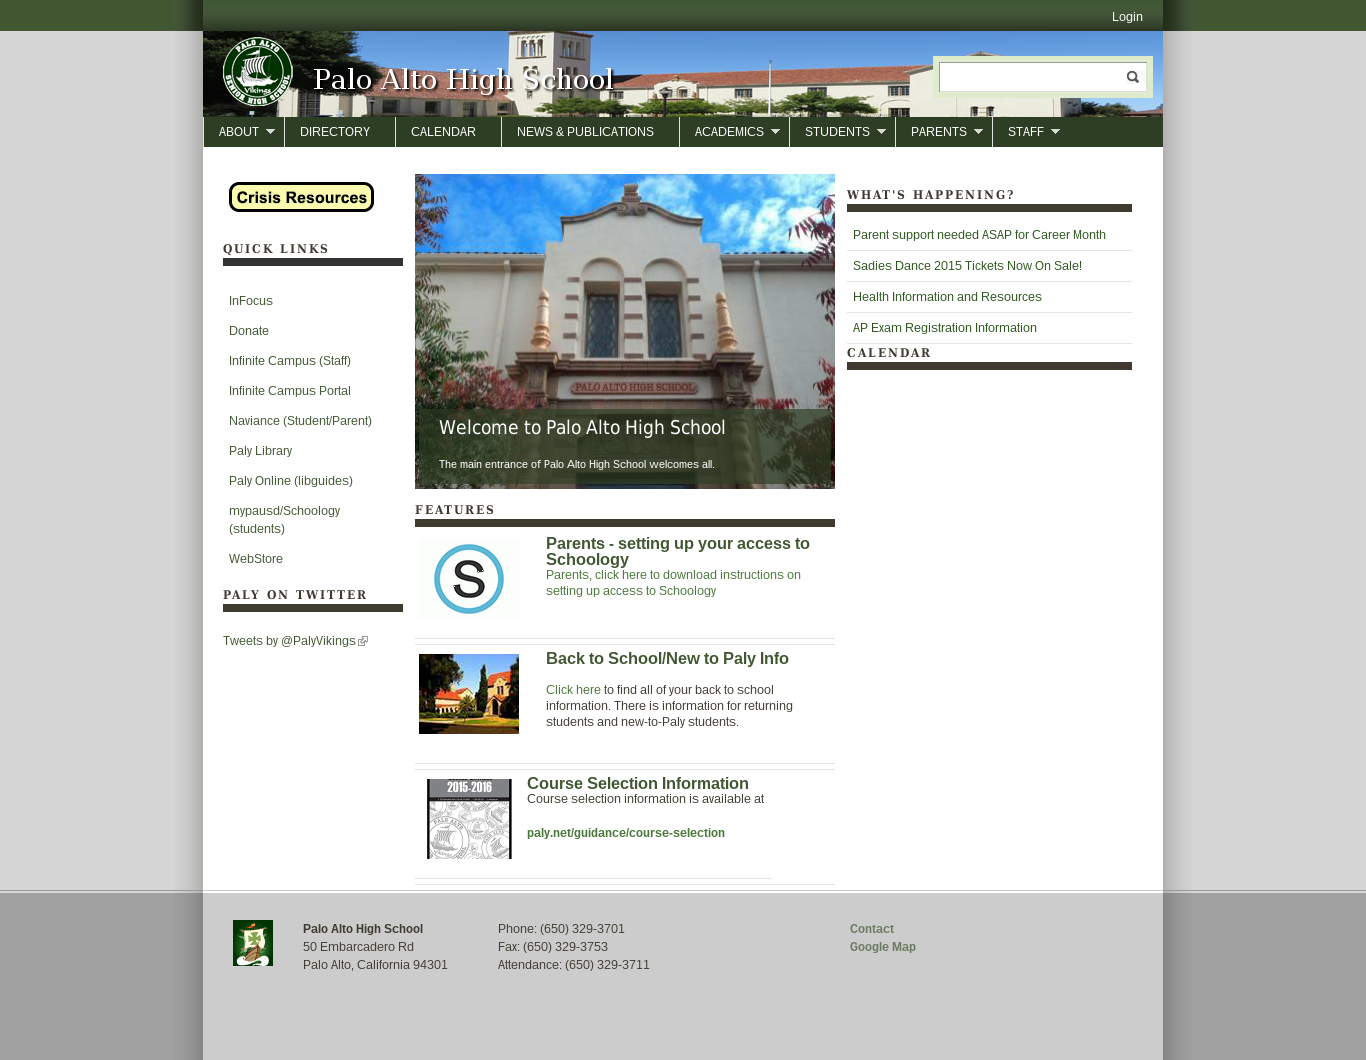 Login
PALO ALTO
Vikings
SENIOR HIGH SCHOOL
Palo Alto High School
ABOUT
DIRECTORY
CALENDAR
NEWS & PUBLICATIONS
ACADEMICS
STUDENTS
PARENTS
STAFF
Crisis Resources
QUICK LINKS
InFocus
Donate
Infinite Campus (Staff)
Infinite Campus Portal
Naviance (Student/Parent)
Paly Library
Paly Online (libguides)
mypausd/Schoology
(students)
WebStore
PALY ON TWITTER
Tweets by @PalyVikings
PALO ALTO HIGH SCHOOL
Welcome to Palo Alto High School
The main entrance of Palo Alto High School welcomes all.
FEATURES
S
Parents - setting up your access to
Schoology
Parents, click here to download instructions on
setting up access to Schoology
Back to School/New to Paly Info
Click here to find all of your back to school
information. There is information for returning
students and new-to-Paly students.
2015-2016
Course Selection Information
Course selection information is available at
paly.net/guidance/course-selection
WHAT'S HAPPENING?
Parent support needed ASAP for Career Month
Sadies Dance 2015 Tickets Now On Sale!
Health Information and Resources
AP Exam Registration Information
CALENDAR
Palo Alto High School
50 Embarcadero Rd
Palo Alto, California 94301
Phone: (650) 329-3701
Fax: (650) 329-3753
Attendance: (650) 329-3711
Contact
Google Map